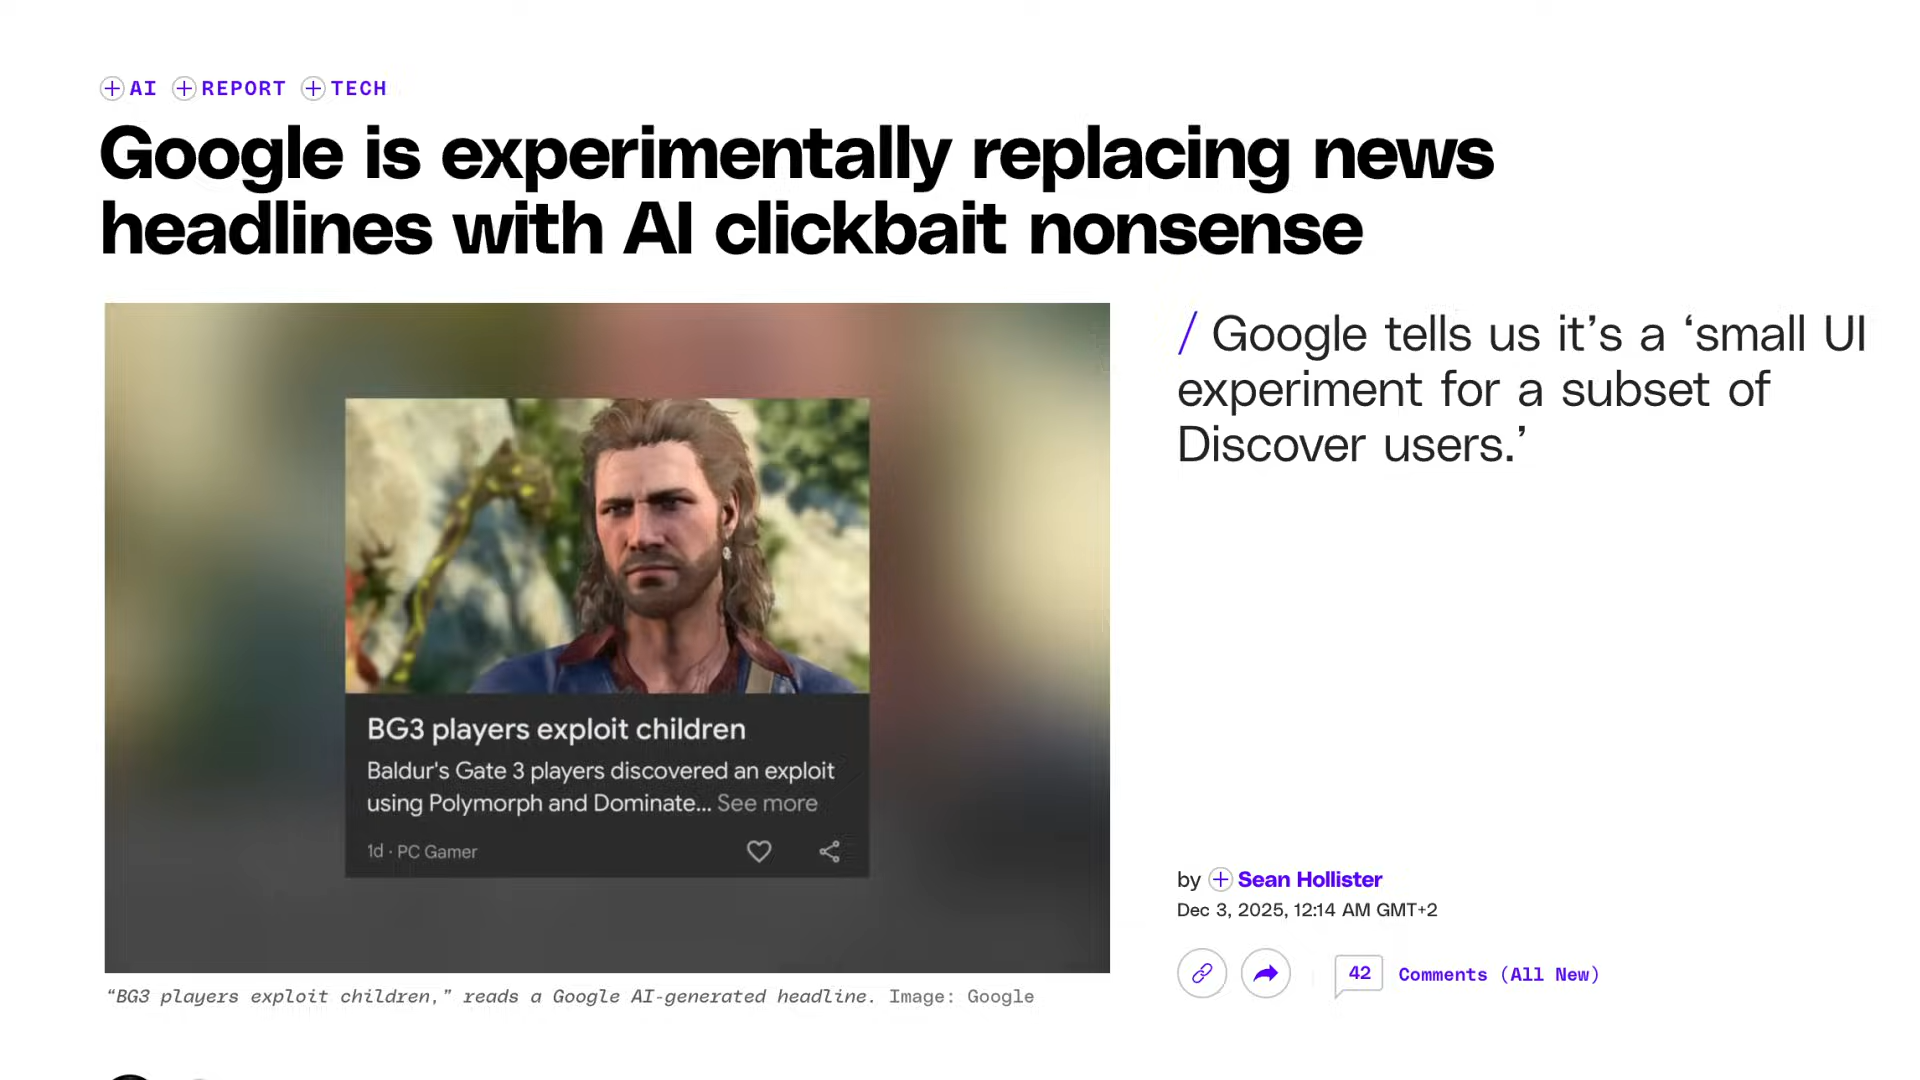 AI REPORT TECH
Google is experimentally replacing news
headlines with AI clickbait nonsense
/ Google tells us it’s a ‘small UI
experiment for a subset of
Discover users.’
BG3 players exploit children
Baldur's Gate 3 players discovered an exploit
using Polymorph and Dominate... See more
1d · PC Gamer
“BG3 players exploit children,” reads a Google AI-generated headline. Image: Google
by Sean Hollister
Dec 3, 2025, 12:14 AM GMT+2
42 Comments (All New)